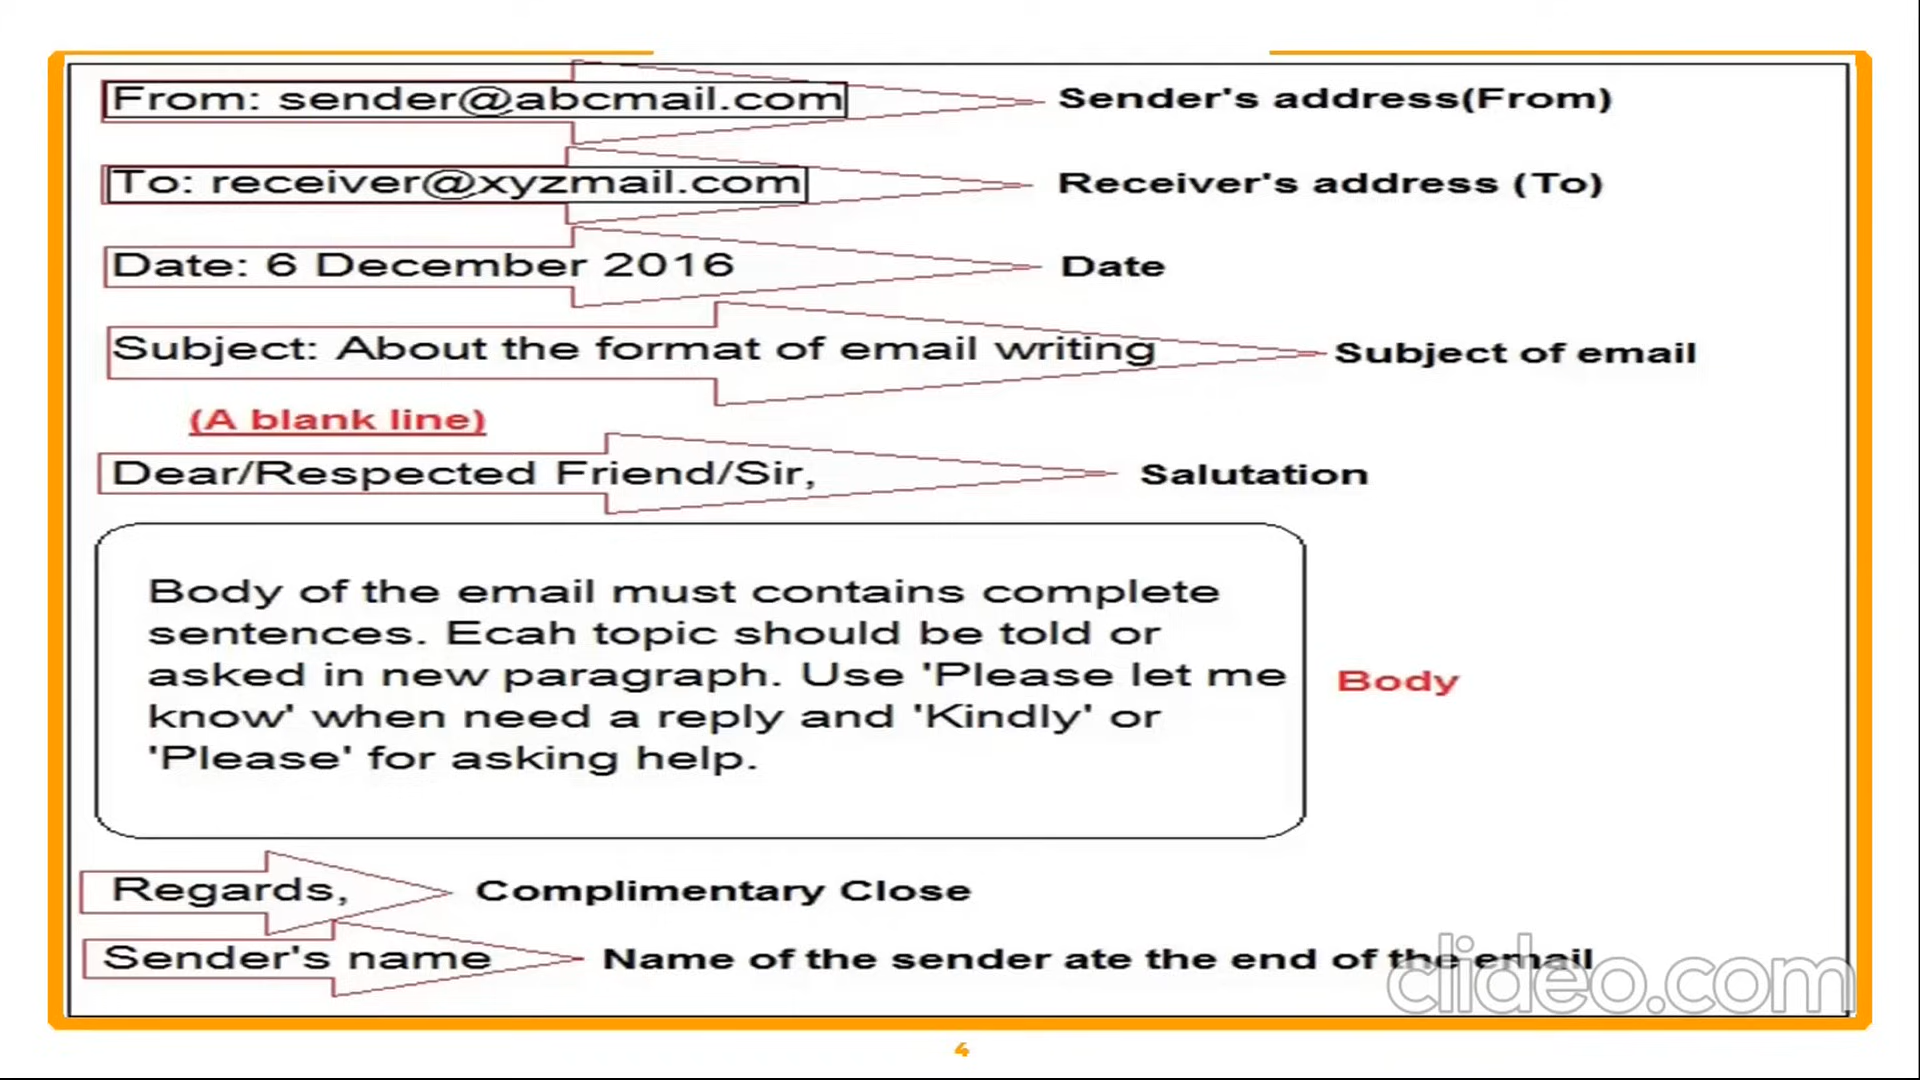 From: sender@abcmail.com Sender's address(From)
To: receiver@xyzmail.com Receiver's address (To)
Date: 6 December 2016 Date
Subject: About the format of email writing Subject of email
(A blank line)
Dear/Respected Friend/Sir, Salutation
Body of the email must contains complete
sentences. Ecah topic should be told or
asked in new paragraph. Use 'Please let me
know' when need a reply and 'Kindly' or
'Please' for asking help.
Body
Regards, Complimentary Close
Sender's name Name of the sender ate the end of the email
clideo.com
4